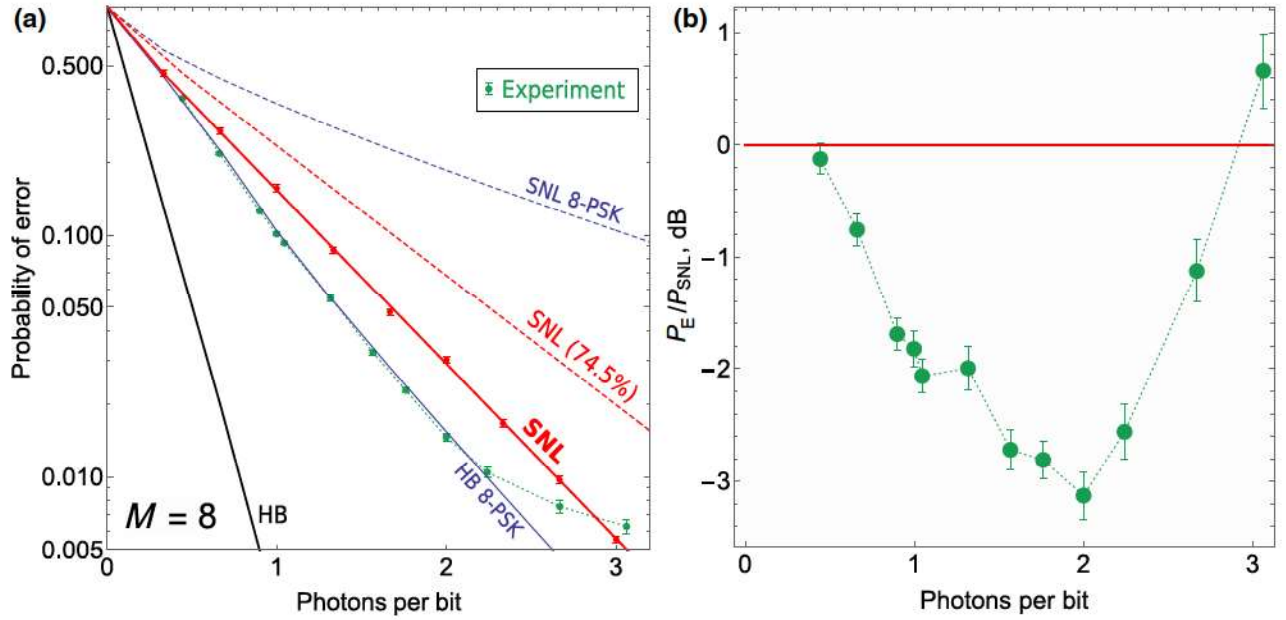 (a)
0.500
0.100
0.050
0.010
0.005
Probability of error
0
1
2
3
Photons per bit
Experiment
SNL 8-PSK
SNL (74.5%)
SNL
HB 8-PSK
HB
M = 8
(b)
1
0
−1
−2
−3
P_E/P_SNL, dB
0
1
2
3
Photons per bit